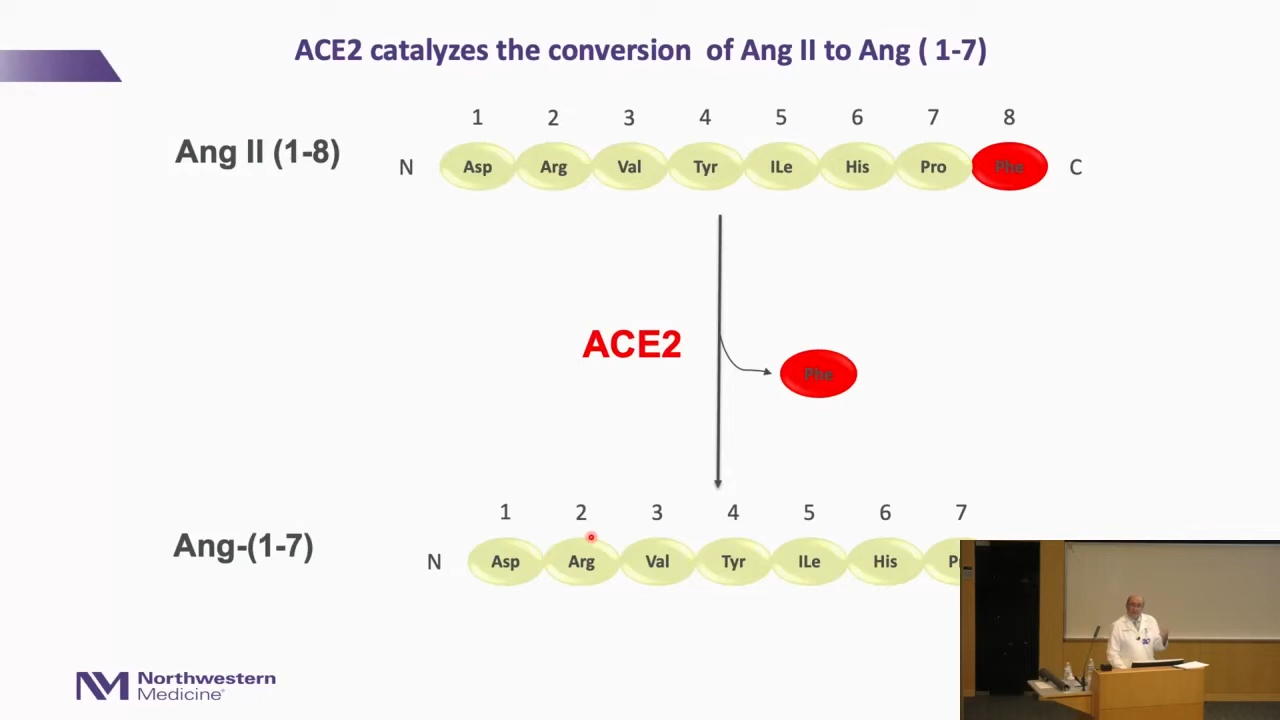 ACE2 catalyzes the conversion of Ang II to Ang ( 1-7)
1 2 3 4 5 6 7 8
Ang II (1-8)
N Asp Arg Val Tyr ILe His Pro Phe C
ACE2
Phe
1 2 3 4 5 6 7
Ang-(1-7)
N Asp Arg Val Tyr ILe His
Northwestern
Medicine®